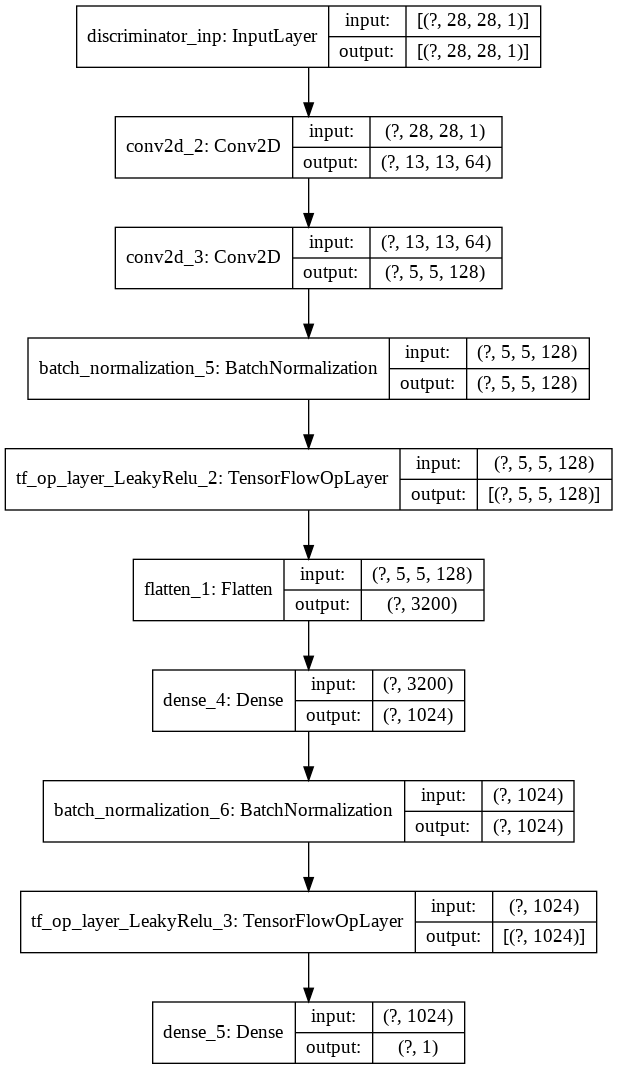 discriminator_inp: InputLayer
input: [(?, 28, 28, 1)]
output: [(?, 28, 28, 1)]
conv2d_2: Conv2D
input: (?, 28, 28, 1)
output: (?, 13, 13, 64)
conv2d_3: Conv2D
input: (?, 13, 13, 64)
output: (?, 5, 5, 128)
batch_normalization_5: BatchNormalization
input: (?, 5, 5, 128)
output: (?, 5, 5, 128)
tf_op_layer_LeakyRelu_2: TensorFlowOpLayer
input: (?, 5, 5, 128)
output: [(?, 5, 5, 128)]
flatten_1: Flatten
input: (?, 5, 5, 128)
output: (?, 3200)
dense_4: Dense
input: (?, 3200)
output: (?, 1024)
batch_normalization_6: BatchNormalization
input: (?, 1024)
output: (?, 1024)
tf_op_layer_LeakyRelu_3: TensorFlowOpLayer
input: (?, 1024)
output: [(?, 1024)]
dense_5: Dense
input: (?, 1024)
output: (?, 1)